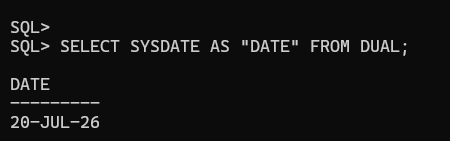 SQL>
SQL> SELECT SYSDATE AS "DATE" FROM DUAL;
DATE
---------
20-JUL-26